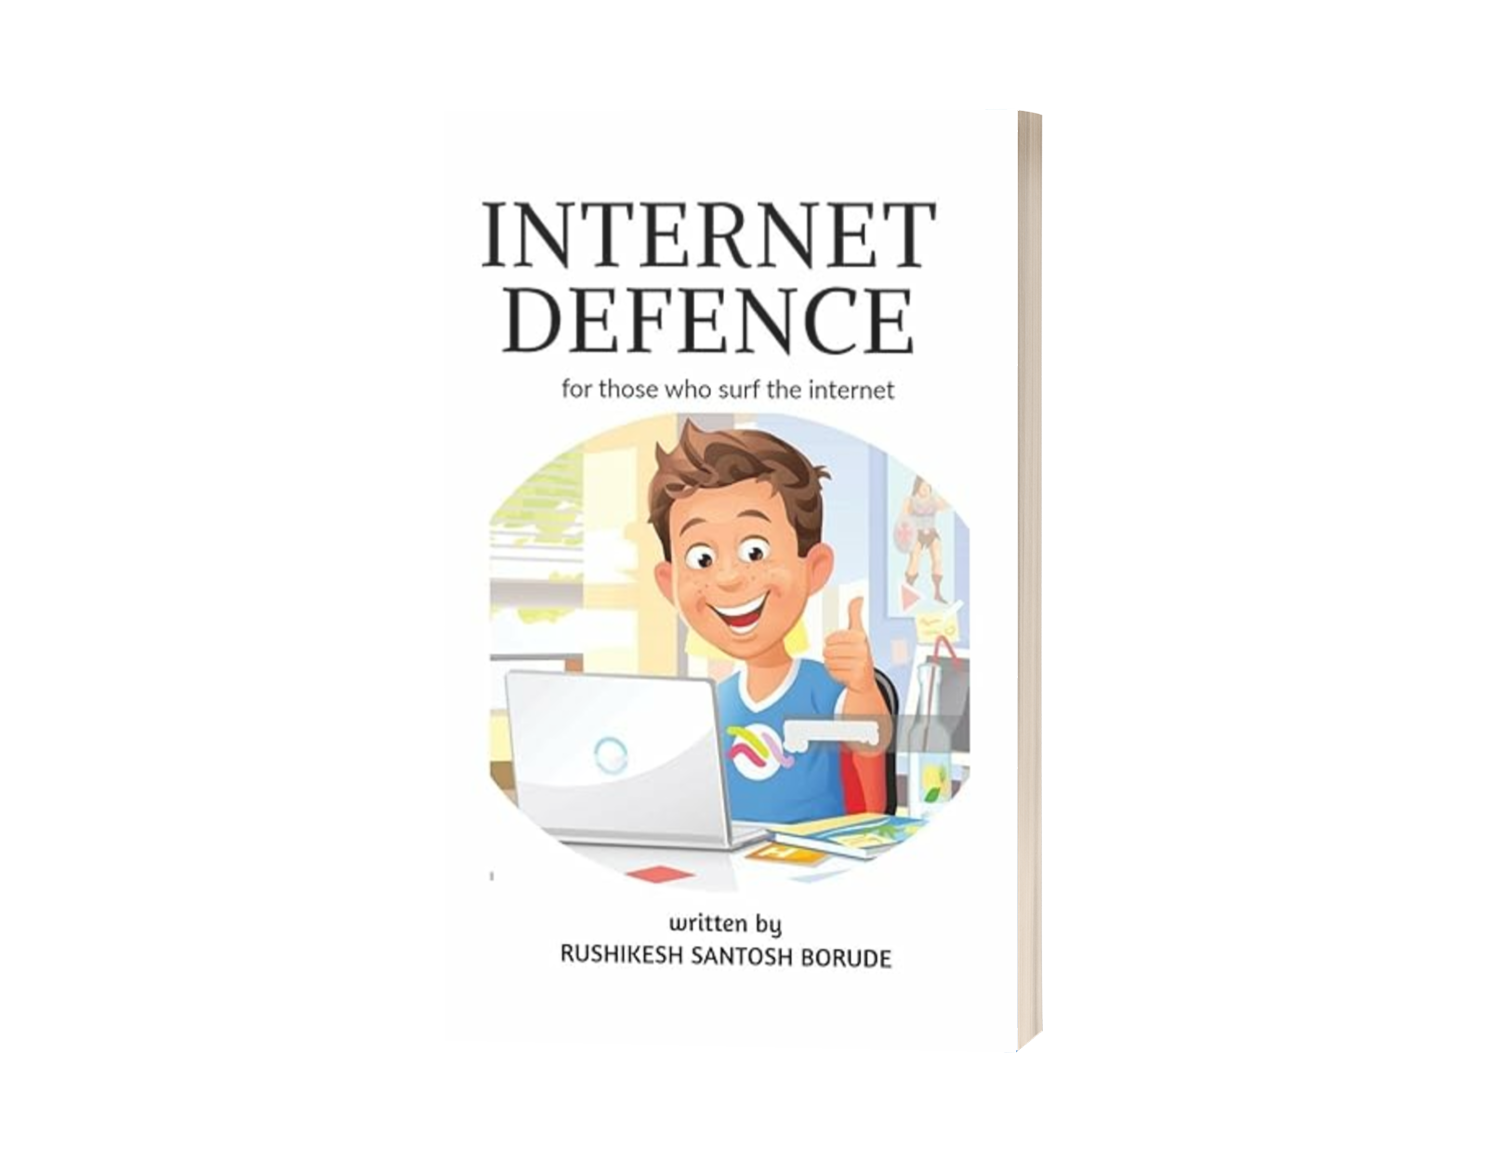 INTERNET
DEFENCE
for those who surf the internet
written by
RUSHIKESH SANTOSH BORUDE